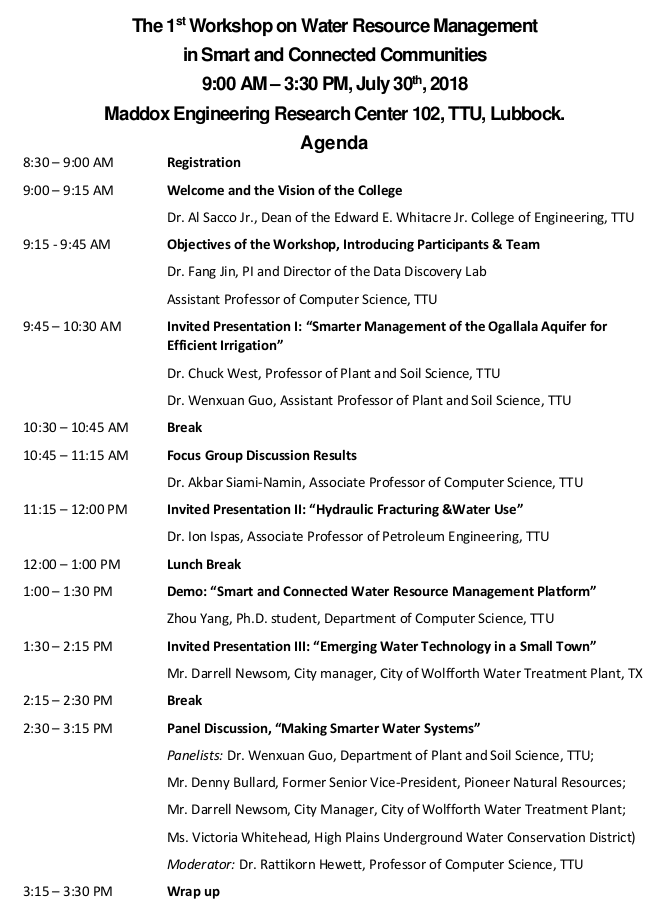 The 1st Workshop on Water Resource Management
in Smart and Connected Communities
9:00 AM – 3:30 PM, July 30th, 2018
Maddox Engineering Research Center 102, TTU, Lubbock.
Agenda
8:30 – 9:00 AM Registration
9:00 – 9:15 AM Welcome and the Vision of the College
Dr. Al Sacco Jr., Dean of the Edward E. Whitacre Jr. College of Engineering, TTU
9:15 - 9:45 AM Objectives of the Workshop, Introducing Participants & Team
Dr. Fang Jin, PI and Director of the Data Discovery Lab
Assistant Professor of Computer Science, TTU
9:45 – 10:30 AM Invited Presentation I: “Smarter Management of the Ogallala Aquifer for
Efficient Irrigation”
Dr. Chuck West, Professor of Plant and Soil Science, TTU
Dr. Wenxuan Guo, Assistant Professor of Plant and Soil Science, TTU
10:30 – 10:45 AM Break
10:45 – 11:15 AM Focus Group Discussion Results
Dr. Akbar Siami-Namin, Associate Professor of Computer Science, TTU
11:15 – 12:00 PM Invited Presentation II: “Hydraulic Fracturing &Water Use”
Dr. Ion Ispas, Associate Professor of Petroleum Engineering, TTU
12:00 – 1:00 PM Lunch Break
1:00 – 1:30 PM Demo: “Smart and Connected Water Resource Management Platform”
Zhou Yang, Ph.D. student, Department of Computer Science, TTU
1:30 – 2:15 PM Invited Presentation III: “Emerging Water Technology in a Small Town”
Mr. Darrell Newsom, City manager, City of Wolfforth Water Treatment Plant, TX
2:15 – 2:30 PM Break
2:30 – 3:15 PM Panel Discussion, “Making Smarter Water Systems”
Panelists: Dr. Wenxuan Guo, Department of Plant and Soil Science, TTU;
Mr. Denny Bullard, Former Senior Vice-President, Pioneer Natural Resources;
Mr. Darrell Newsom, City Manager, City of Wolfforth Water Treatment Plant;
Ms. Victoria Whitehead, High Plains Underground Water Conservation District)
Moderator: Dr. Rattikorn Hewett, Professor of Computer Science, TTU
3:15 – 3:30 PM Wrap up